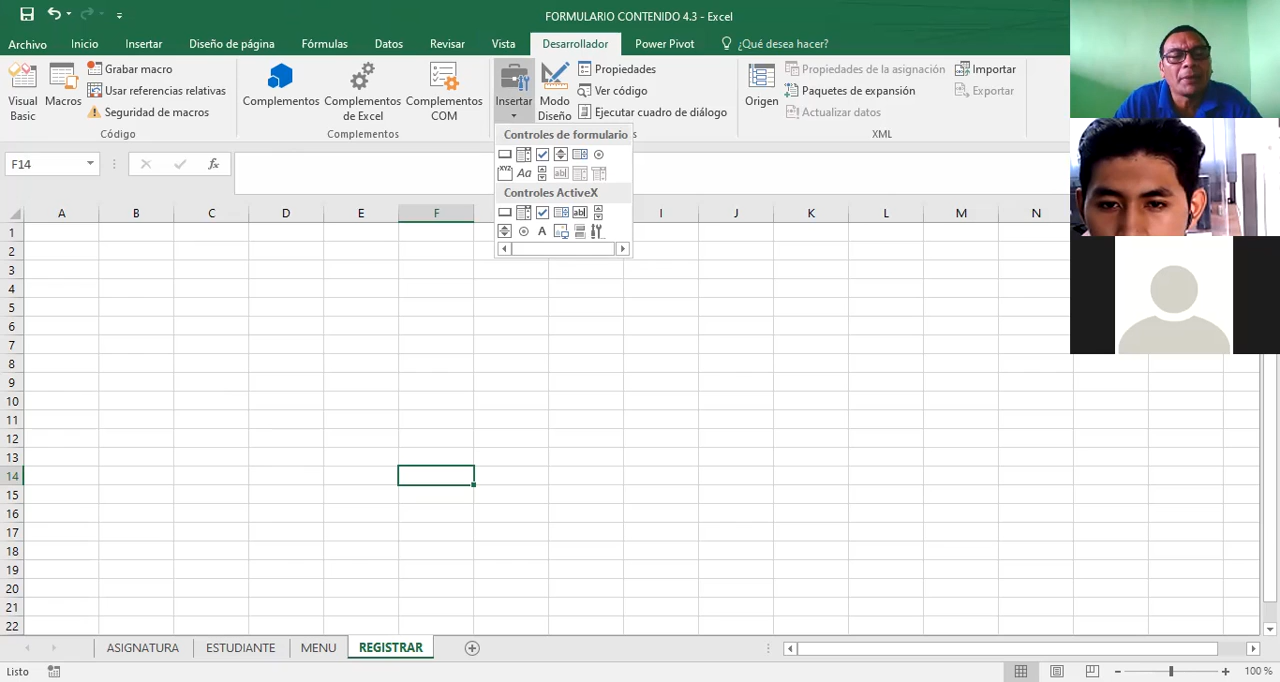 FORMULARIO CONTENIDO 4.3 - Excel
Archivo Inicio Insertar Diseño de página Fórmulas Datos Revisar Vista Desarrollador Power Pivot ¿Qué desea hacer?
Visual Basic
Macros
Grabar macro
Usar referencias relativas
Seguridad de macros
Código
Complementos
Complementos de Excel
Complementos COM
Complementos
Insertar
Modo Diseño
Propiedades
Ver código
Ejecutar cuadro de diálogo
Origen
Propiedades de la asignación
Paquetes de expansión
Actualizar datos
Importar
Exportar
XML
Controles de formulario
XYZ Aa ab|
Controles ActiveX
ab|
A
F14
fx
A B C D E F I J K L M N
1
2
3
4
5
6
7
8
9
10
11
12
13
14
15
16
17
18
19
20
21
22
ASIGNATURA ESTUDIANTE MENU REGISTRAR
Listo
100 %